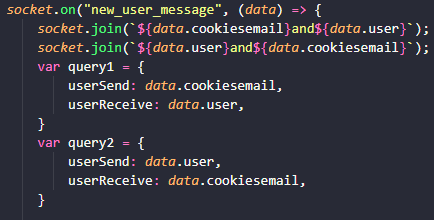 socket.on("new_user_message", (data) => {
    socket.join(`${data.cookiesemail}and${data.user}`);
    socket.join(`${data.user}and${data.cookiesemail}`);
    var query1 = {
        userSend: data.cookiesemail,
        userReceive: data.user,
    }
    var query2 = {
        userSend: data.user,
        userReceive: data.cookiesemail,
    }